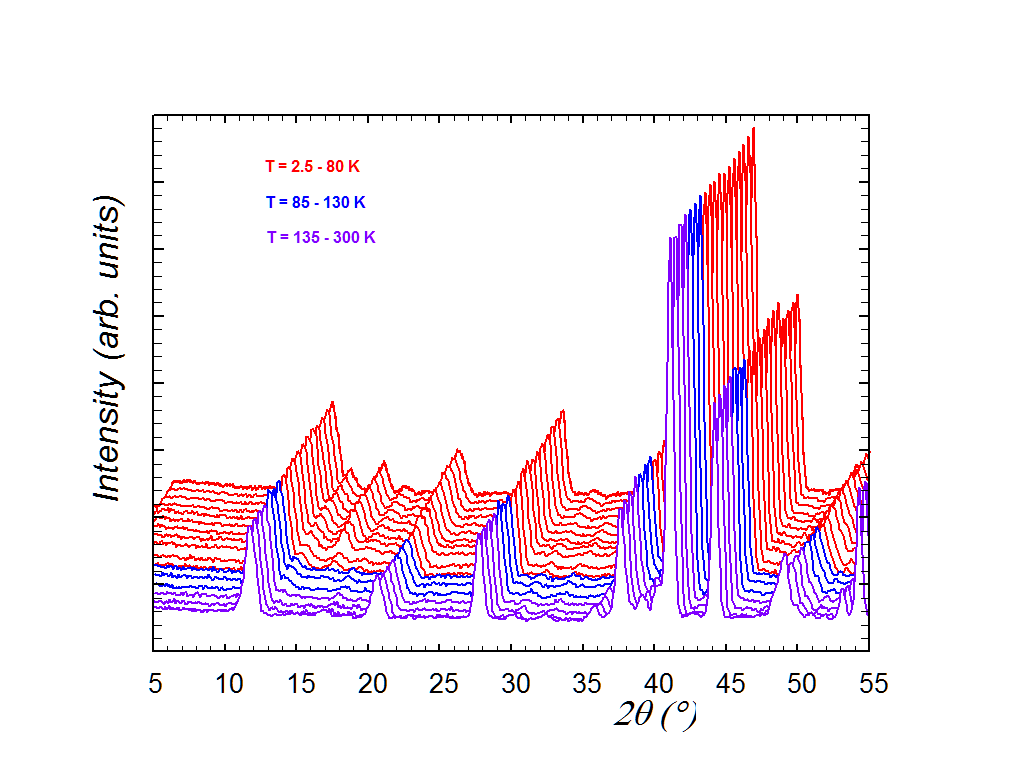 T = 2.5 - 80 K
T = 85 - 130 K
T = 135 - 300 K
Intensity (arb. units)
5 10 15 20 25 30 35 40 45 50 55
2θ (°)